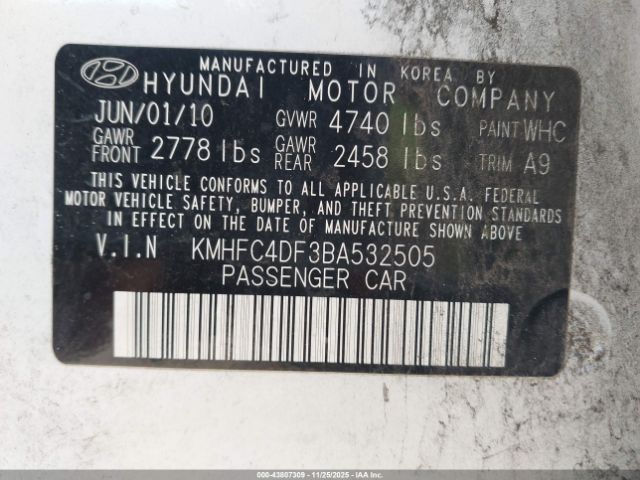 MANUFACTURED IN KOREA BY
HYUNDAI MOTOR COMPANY
JUN/01/10 GVWR 4740 lbs PAINT WHC
GAWR FRONT 2778 lbs GAWR REAR 2458 lbs TRIM A9
THIS VEHICLE CONFORMS TO ALL APPLICABLE U.S.A. FEDERAL
MOTOR VEHICLE SAFETY, BUMPER, AND THEFT PREVENTION STANDARDS
IN EFFECT ON THE DATE OF MANUFACTURE SHOWN ABOVE.
V.I.N KMHFC4DF3BA532505
PASSENGER CAR
000-43807309 - 11/25/2025 - IAAI.COM